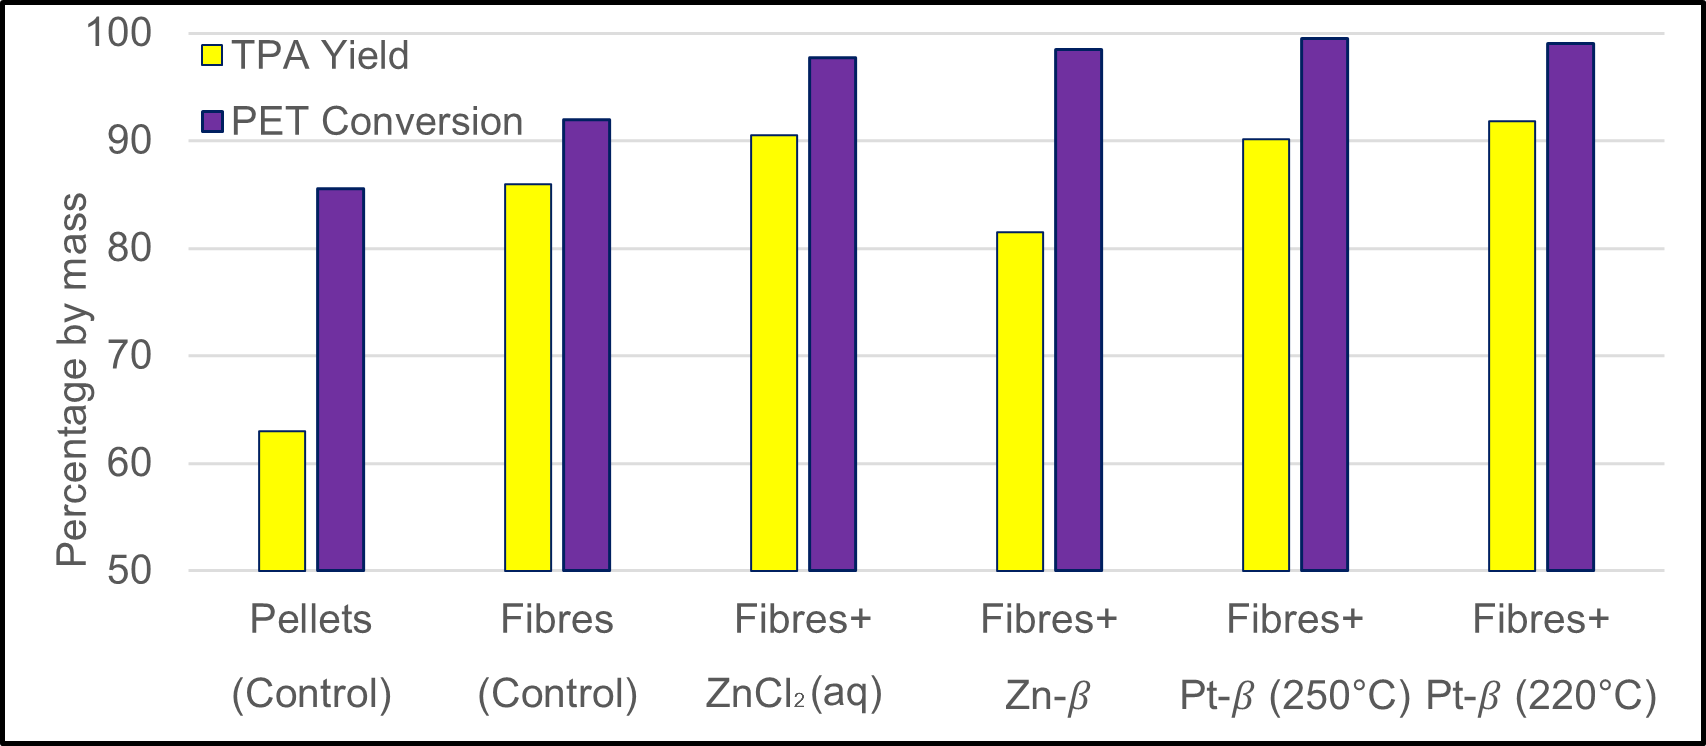 TPA Yield
PET Conversion
Percentage by mass
100
90
80
70
60
50
Pellets
(Control)
Fibres
(Control)
Fibres+
ZnCl₂(aq)
Fibres+
Zn-β
Fibres+
Pt-β (250°C)
Fibres+
Pt-β (220°C)